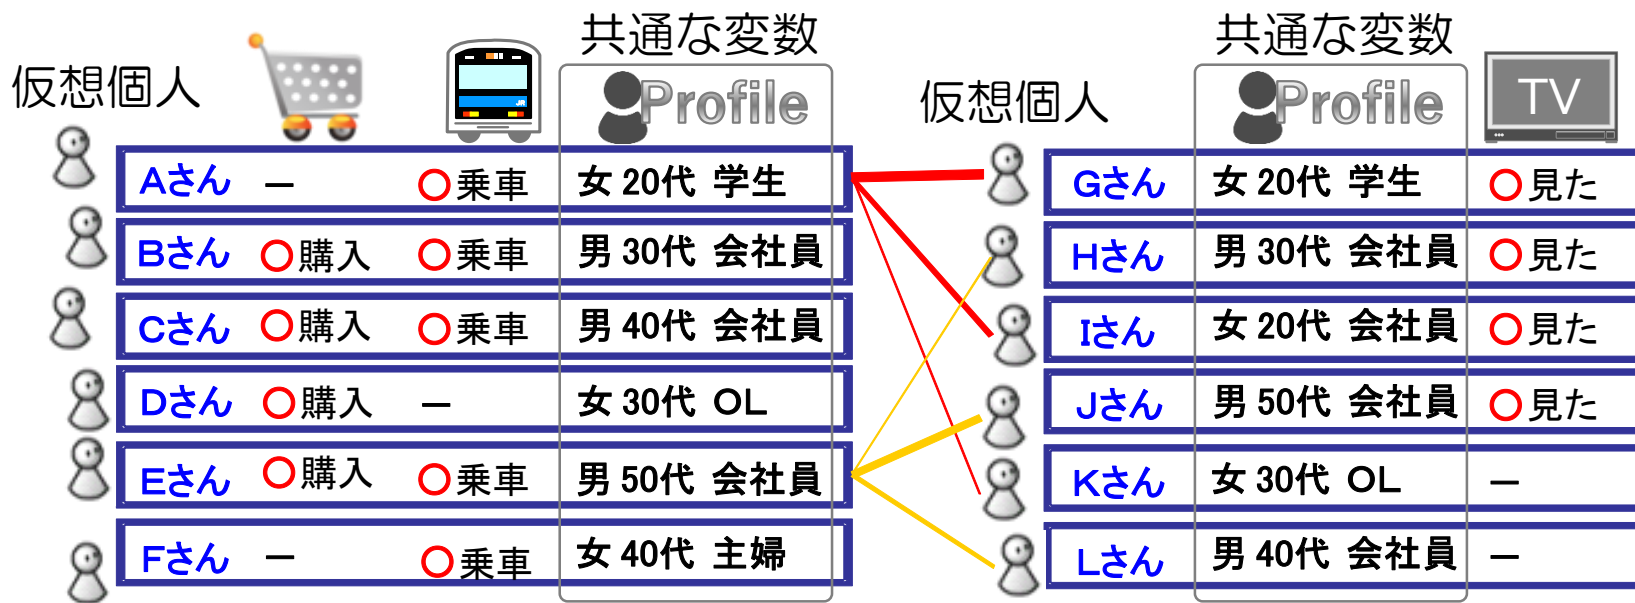 共通な変数
仮想個人
JR
Profile
Aさん － ○乗車 女 20代 学生
Bさん ○購入 ○乗車 男 30代 会社員
Cさん ○購入 ○乗車 男 40代 会社員
Dさん ○購入 － 女 30代 OL
Eさん ○購入 ○乗車 男 50代 会社員
Fさん － ○乗車 女 40代 主婦
共通な変数
仮想個人
Profile
TV
Gさん 女 20代 学生 ○見た
Hさん 男 30代 会社員 ○見た
Iさん 女 20代 会社員 ○見た
Jさん 男 50代 会社員 ○見た
Kさん 女 30代 OL －
Lさん 男 40代 会社員 －